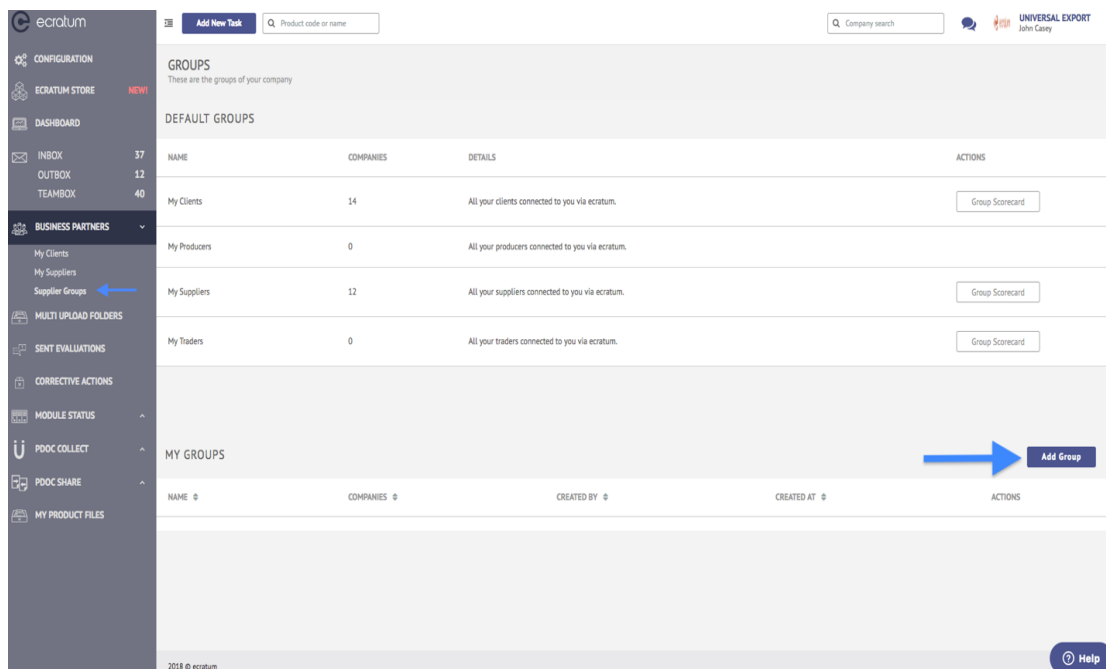 ecratum
Add New Task
Product code or name
Company search
UNIVERSAL EXPORT
John Casey
CONFIGURATION
ECRATUM STORE NEW!
DASHBOARD
INBOX 37
OUTBOX 12
TEAMBOX 40
BUSINESS PARTNERS
My Clients
My Suppliers
Supplier Groups
MULTI UPLOAD FOLDERS
SENT EVALUATIONS
CORRECTIVE ACTIONS
MODULE STATUS
PDOC COLLECT
PDOC SHARE
MY PRODUCT FILES
GROUPS
These are the groups of your company
DEFAULT GROUPS
NAME COMPANIES DETAILS ACTIONS
My Clients 14 All your clients connected to you via ecratum. Group Scorecard
My Producers 0 All your producers connected to you via ecratum.
My Suppliers 12 All your suppliers connected to you via ecratum. Group Scorecard
My Traders 0 All your traders connected to you via ecratum. Group Scorecard
MY GROUPS
Add Group
NAME COMPANIES CREATED BY CREATED AT ACTIONS
2018 © ecratum
Help